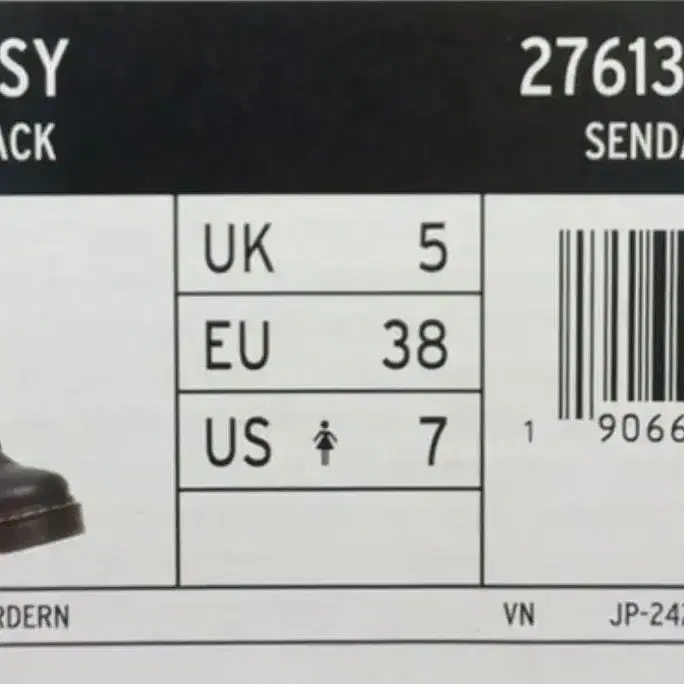 SY 27613
ACK SENDA
UK 5
EU 38
US 7
1 9066
RDERN VN JP-24